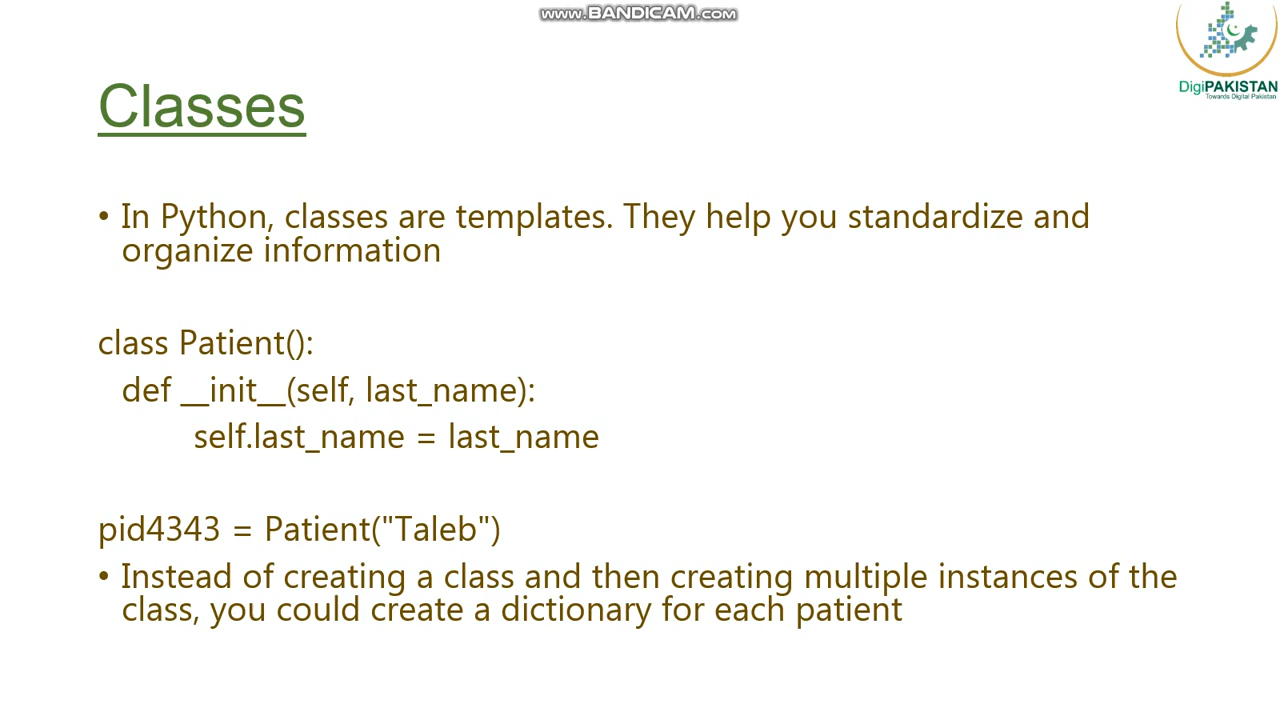 www.BANDICAM.com
DigiPAKISTAN
Towards Digital Pakistan
Classes
• In Python, classes are templates. They help you standardize and
organize information
class Patient():
def __init__(self, last_name):
self.last_name = last_name
pid4343 = Patient("Taleb")
• Instead of creating a class and then creating multiple instances of the
class, you could create a dictionary for each patient